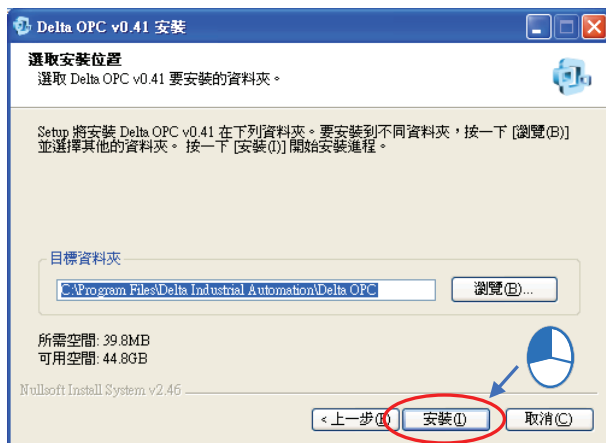 Delta OPC v0.41 安裝
選取安裝位置
選取 Delta OPC v0.41 要安裝的資料夾。
Setup 將安裝 Delta OPC v0.41 在下列資料夾。要安裝到不同資料夾，按一下 [瀏覽(B)]
並選擇其他的資料夾。 按一下 [安裝(I)] 開始安裝進程。
目標資料夾
C:\Program Files\Delta Industrial Automation\Delta OPC
瀏覽(B)...
所需空間: 39.8MB
可用空間: 44.8GB
Nullsoft Install System v2.46
<上一步(P) 安裝(I) 取消(C)